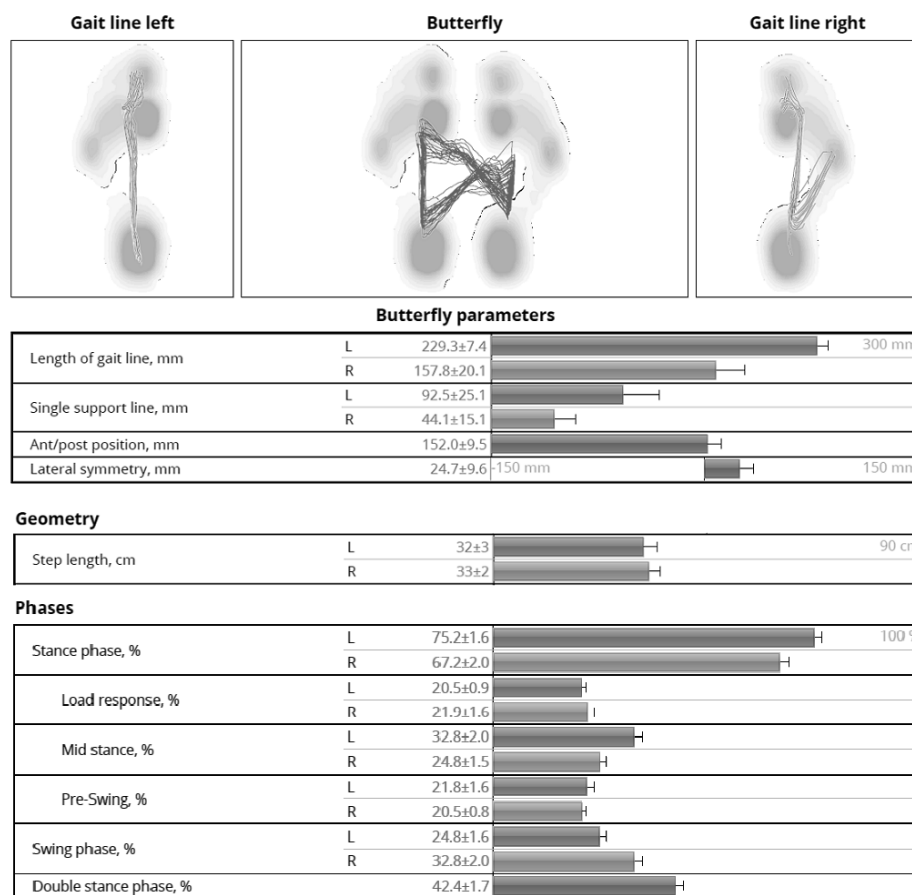 Gait line left Butterfly Gait line right
Butterfly parameters
Length of gait line, mm L 229.3±7.4 300 mm
R 157.8±20.1
Single support line, mm L 92.5±25.1
R 44.1±15.1
Ant/post position, mm 152.0±9.5
Lateral symmetry, mm 24.7±9.6 -150 mm 150 mm
Geometry
Step length, cm L 32±3 90 cm
R 33±2
Phases
Stance phase, % L 75.2±1.6 100 %
R 67.2±2.0
Load response, % L 20.5±0.9
R 21.9±1.6
Mid stance, % L 32.8±2.0
R 24.8±1.5
Pre-Swing, % L 21.8±1.6
R 20.5±0.8
Swing phase, % L 24.8±1.6
R 32.8±2.0
Double stance phase, % 42.4±1.7